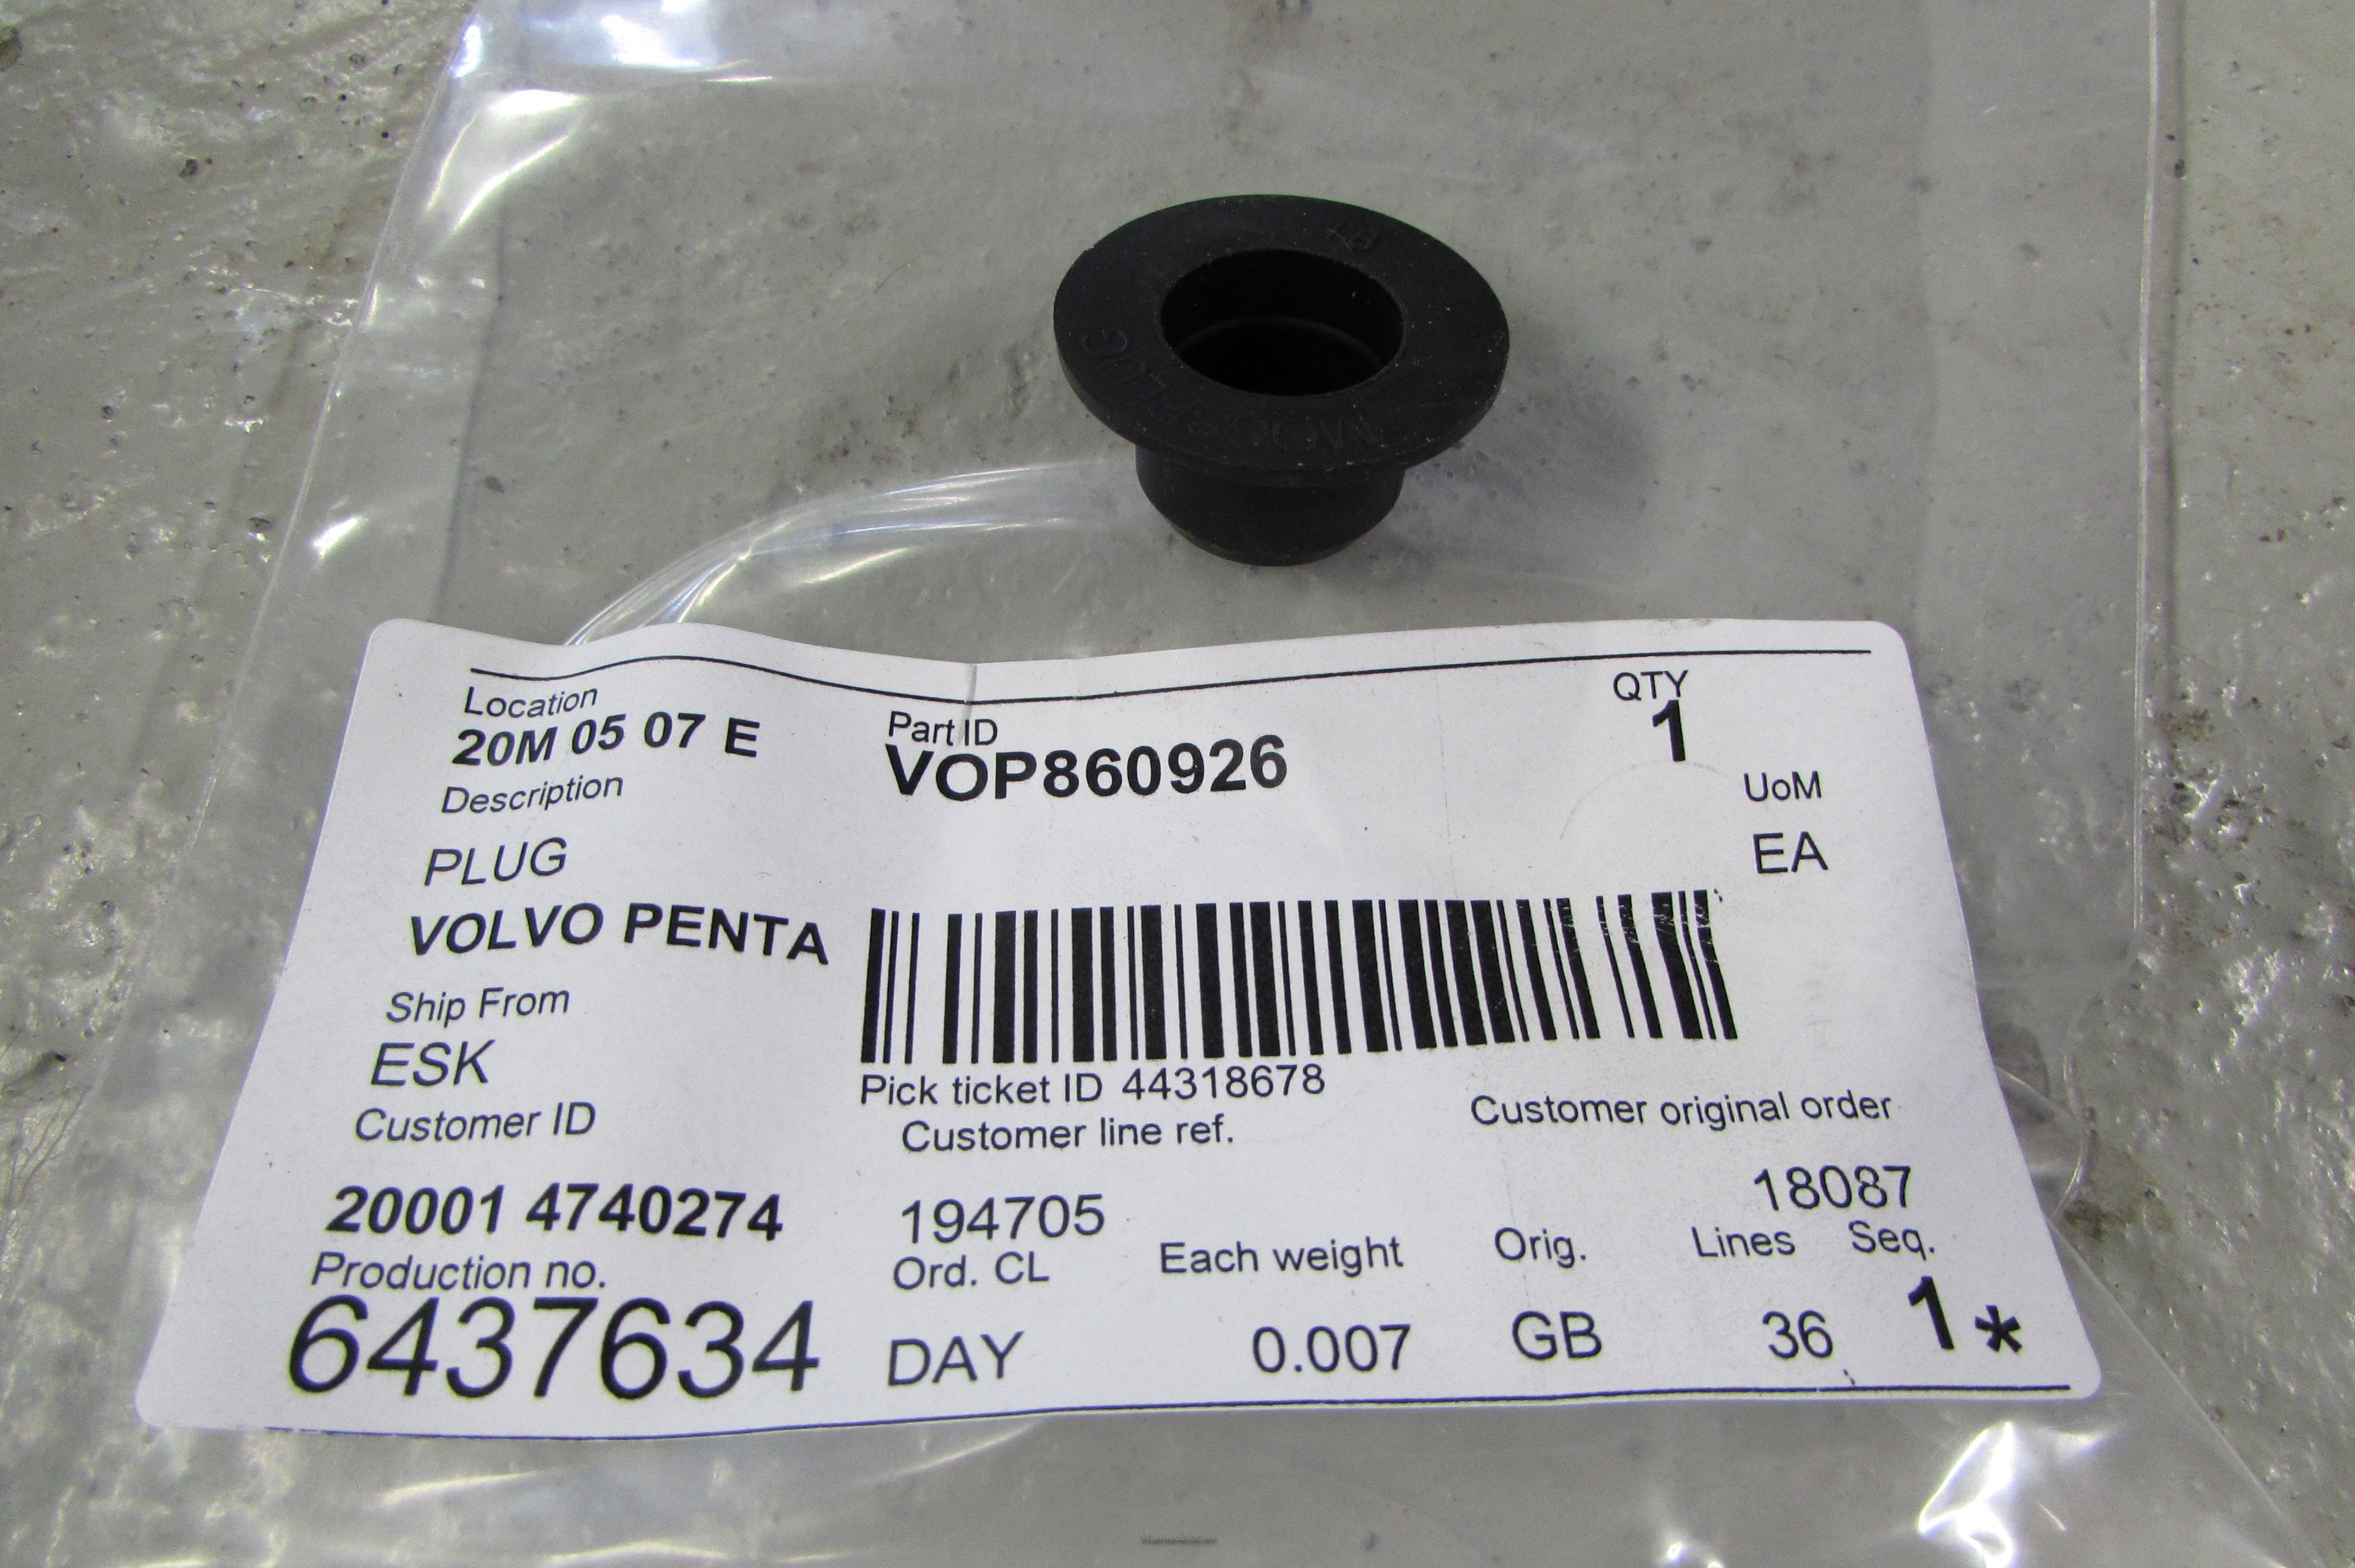 Location
20M 05 07 E
Part ID
VOP860926
QTY
1
Description
UoM
PLUG
EA
VOLVO PENTA
Ship From
ESK
Pick ticket ID 44318678
Customer ID
Customer line ref.
Customer original order
20001 4740274
194705
18087
Production no.
Ord. CL
Each weight
Orig.
Lines
Seq.
6437634
DAY
0.007
GB
36
1*